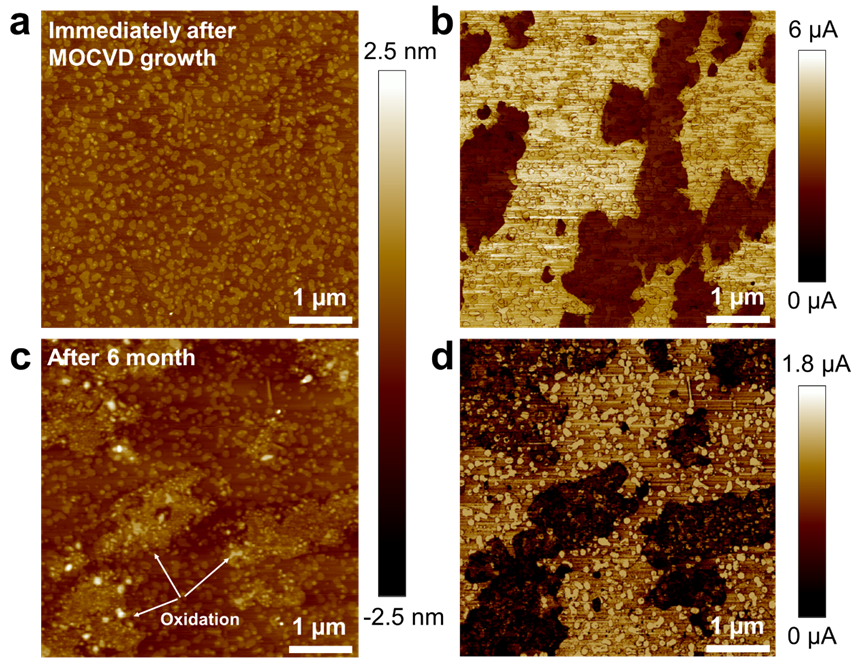 a
Immediately after
MOCVD growth
1 µm
2.5 nm
-2.5 nm
b
1 µm
6 µA
0 µA
c
After 6 month
Oxidation
1 µm
d
1 µm
1.8 µA
0 µA